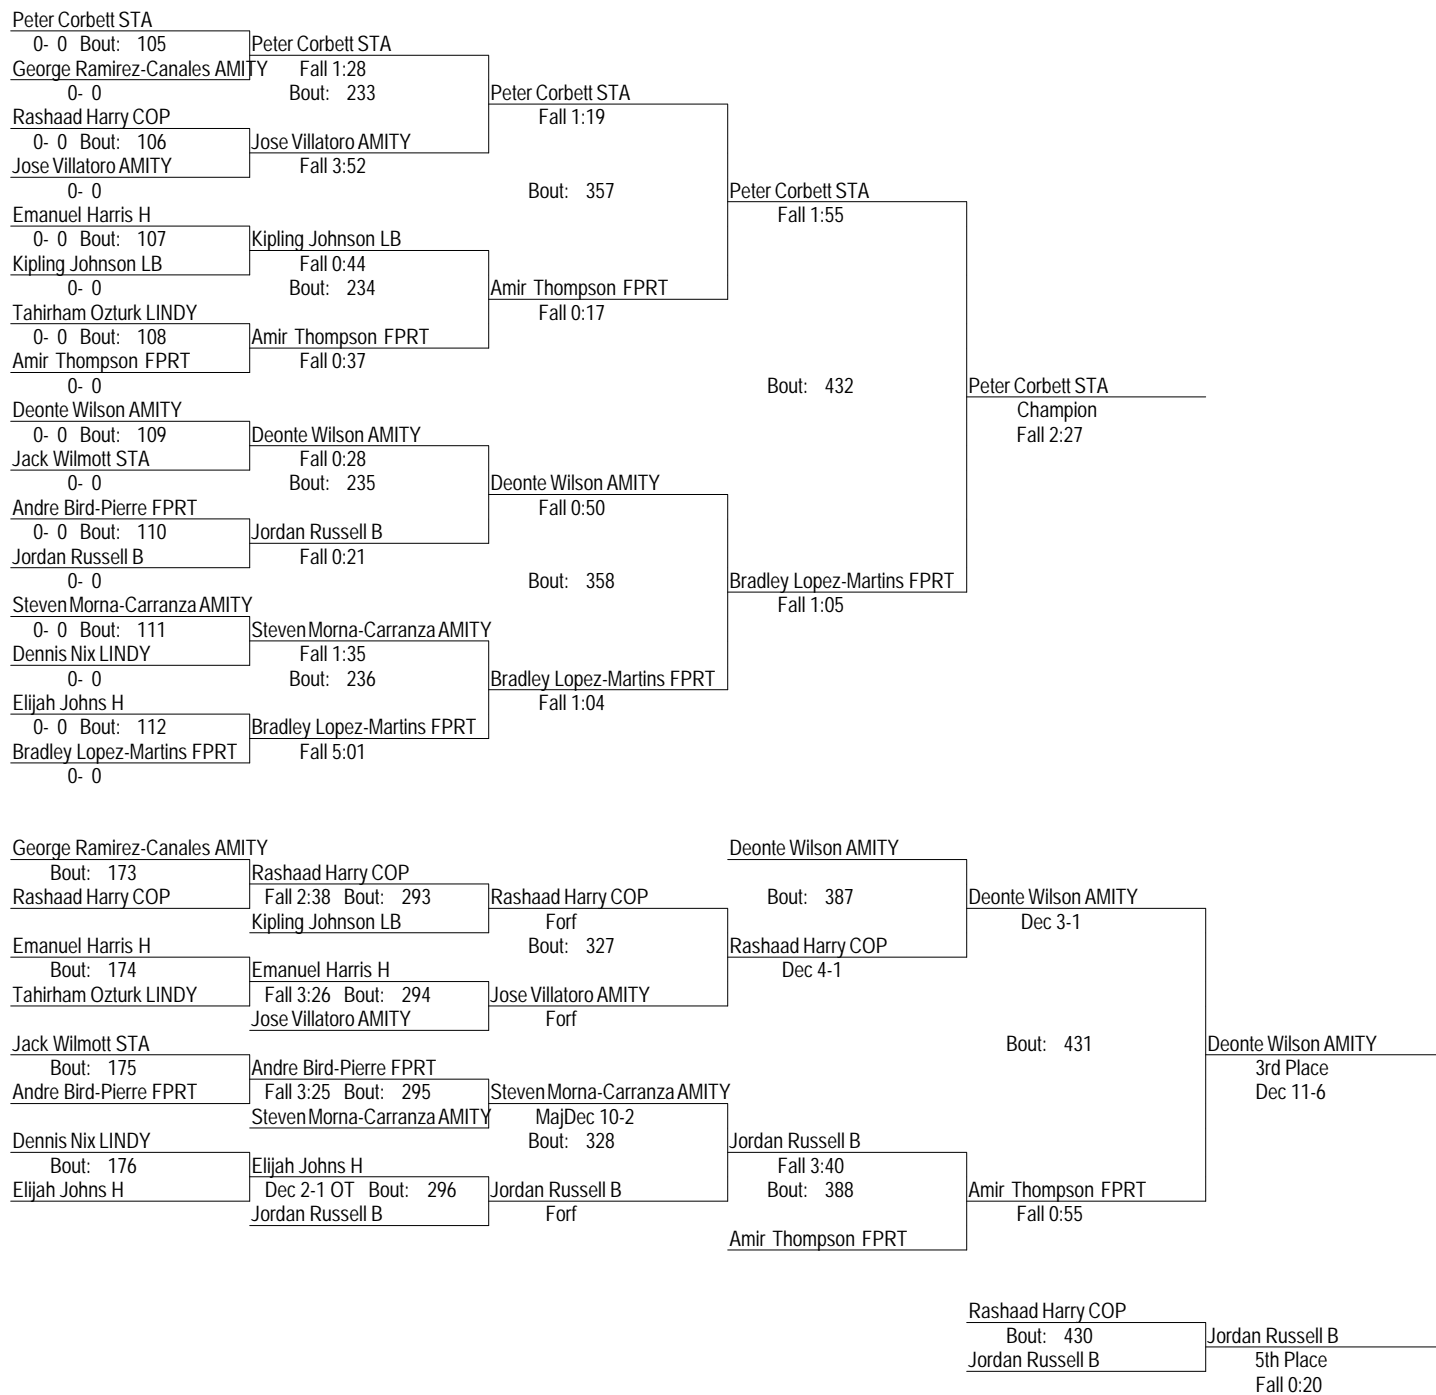 Peter Corbett STA
0- 0 Bout: 105 Peter Corbett STA
George Ramirez-Canales AMITY Fall 1:28
0- 0 Bout: 233 Peter Corbett STA
Rashaad Harry COP Fall 1:19
0- 0 Bout: 106 Jose Villatoro AMITY
Jose Villatoro AMITY Fall 3:52
0- 0 Bout: 357 Peter Corbett STA
Emanuel Harris H Fall 1:55
0- 0 Bout: 107 Kipling Johnson LB
Kipling Johnson LB Fall 0:44
0- 0 Bout: 234 Amir Thompson FPRT
Tahirham Ozturk LINDY Fall 0:17
0- 0 Bout: 108 Amir Thompson FPRT
Amir Thompson FPRT Fall 0:37
0- 0 Bout: 432 Peter Corbett STA
Deonte Wilson AMITY Champion
0- 0 Bout: 109 Deonte Wilson AMITY Fall 2:27
Jack Wilmott STA Fall 0:28
0- 0 Bout: 235 Deonte Wilson AMITY
Andre Bird-Pierre FPRT Fall 0:50
0- 0 Bout: 110 Jordan Russell B
Jordan Russell B Fall 0:21
0- 0 Bout: 358 Bradley Lopez-Martins FPRT
Steven Morna-Carranza AMITY Fall 1:05
0- 0 Bout: 111 Steven Morna-Carranza AMITY
Dennis Nix LINDY Fall 1:35
0- 0 Bout: 236 Bradley Lopez-Martins FPRT
Elijah Johns H Fall 1:04
0- 0 Bout: 112 Bradley Lopez-Martins FPRT
Bradley Lopez-Martins FPRT Fall 5:01
0- 0
George Ramirez-Canales AMITY Deonte Wilson AMITY
Bout: 173 Rashaad Harry COP
Rashaad Harry COP Fall 2:38 Bout: 293 Rashaad Harry COP Bout: 387 Deonte Wilson AMITY
Kipling Johnson LB Forf Dec 3-1
Emanuel Harris H Bout: 327 Rashaad Harry COP
Bout: 174 Emanuel Harris H Dec 4-1
Tahirham Ozturk LINDY Fall 3:26 Bout: 294 Jose Villatoro AMITY
Jose Villatoro AMITY Forf
Jack Wilmott STA Bout: 431 Deonte Wilson AMITY
Bout: 175 Andre Bird-Pierre FPRT 3rd Place
Andre Bird-Pierre FPRT Fall 3:25 Bout: 295 Steven Morna-Carranza AMITY Dec 11-6
Steven Morna-Carranza AMITY MajDec 10-2
Dennis Nix LINDY Bout: 328 Jordan Russell B
Bout: 176 Elijah Johns H Fall 3:40
Elijah Johns H Dec 2-1 OT Bout: 296 Jordan Russell B Bout: 388 Amir Thompson FPRT
Jordan Russell B Forf Fall 0:55
Amir Thompson FPRT
Rashaad Harry COP
Bout: 430 Jordan Russell B
Jordan Russell B 5th Place
Fall 0:20